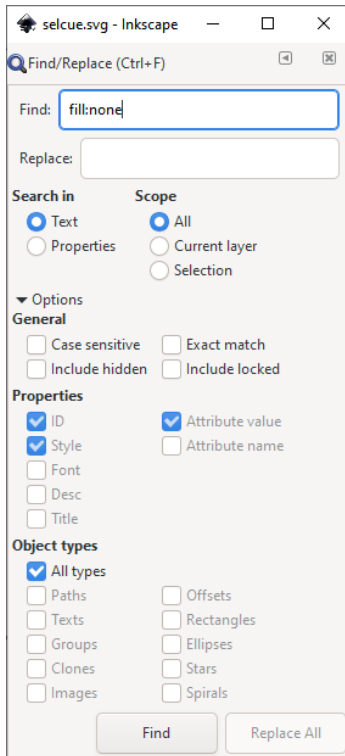 selcue.svg - Inkscape
Find/Replace (Ctrl+F)
Find: fill:none
Replace:
Search in Scope
Text All
Properties Current layer
Selection
Options
General
Case sensitive Exact match
Include hidden Include locked
Properties
ID Attribute value
Style Attribute name
Font
Desc
Title
Object types
All types
Paths Offsets
Texts Rectangles
Groups Ellipses
Clones Stars
Images Spirals
Find Replace All